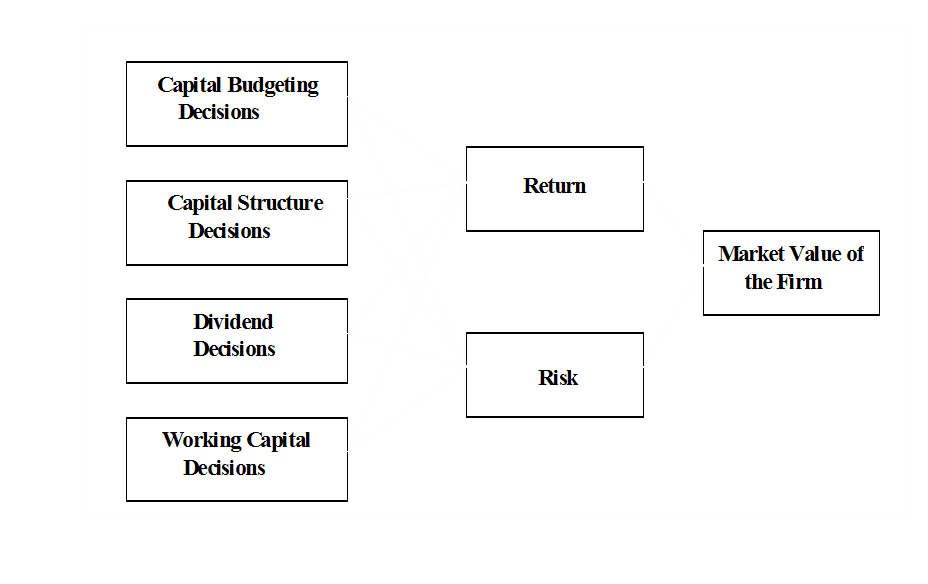 Capital Budgeting
Decisions
Capital Structure
Decisions
Dividend
Decisions
Working Capital
Decisions
Return
Risk
Market Value of
the Firm